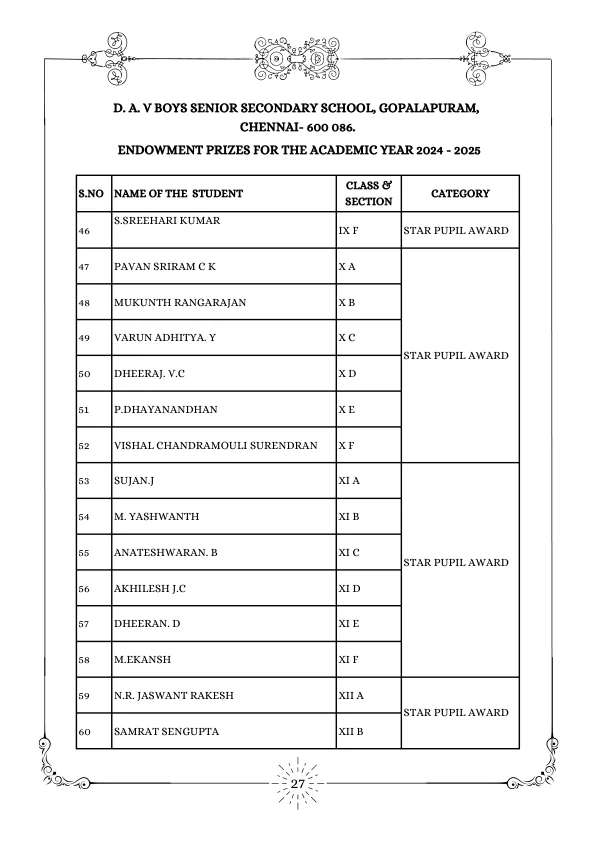 D. A. V BOYS SENIOR SECONDARY SCHOOL, GOPALAPURAM,
CHENNAI- 600 086.
ENDOWMENT PRIZES FOR THE ACADEMIC YEAR 2024 - 2025
S.NO NAME OF THE STUDENT CLASS & SECTION CATEGORY
46 S.SREEHARI KUMAR IX F STAR PUPIL AWARD
47 PAVAN SRIRAM C K X A
48 MUKUNTH RANGARAJAN X B
49 VARUN ADHITYA. Y X C
STAR PUPIL AWARD
50 DHEERAJ. V.C X D
51 P.DHAYANANDHAN X E
52 VISHAL CHANDRAMOULI SURENDRAN X F
53 SUJAN.J XI A
54 M. YASHWANTH XI B
55 ANATESHWARAN. B XI C
STAR PUPIL AWARD
56 AKHILESH J.C XI D
57 DHEERAN. D XI E
58 M.EKANSH XI F
59 N.R. JASWANT RAKESH XII A
STAR PUPIL AWARD
60 SAMRAT SENGUPTA XII B
27